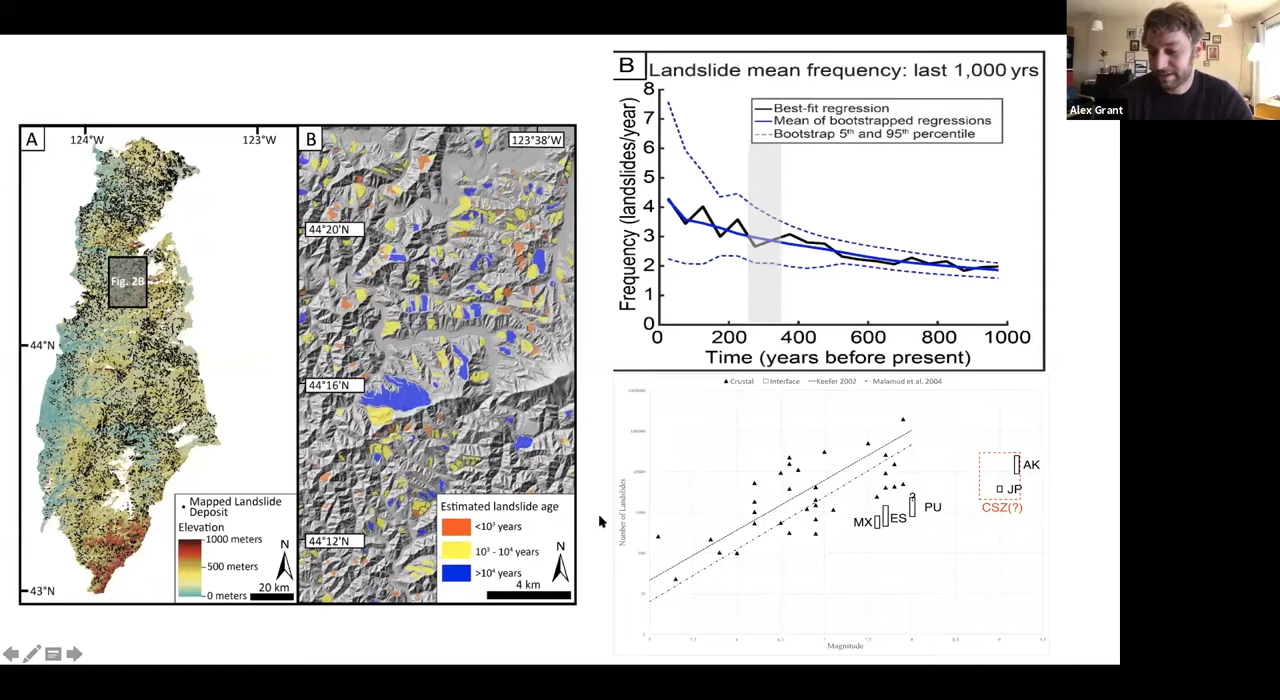 Alex Grant
A
124°W
123°W
Fig. 2B
44°N
43°N
Mapped Landslide
Deposit
Elevation
1000 meters
500 meters
0 meters
N
20 km
B
123°38'W
44°20'N
44°16'N
44°12'N
Estimated landslide age
<10³ years
10³ - 10⁴ years
>10⁴ years
N
4 km
B
Landslide mean frequency: last 1,000 yrs
Best-fit regression
Mean of bootstrapped regressions
Bootstrap 5th and 95th percentile
Frequency (landslides/year)
8
7
6
5
4
3
2
1
0
0 200 400 600 800 1000
Time (years before present)
Crustal Interface Keefer 2002 Malamud et al. 2004
Number of Landslides
AK
JP
CSZ(?)
?
PU
MX
ES
Magnitude